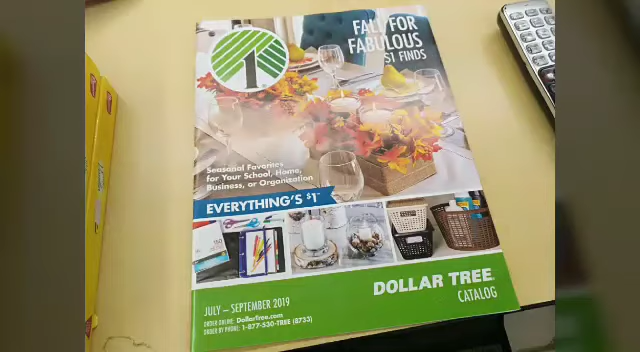 FALL FOR
FABULOUS
$1 FINDS
1
Seasonal Favorites
for Your School, Home,
Business, or Organization
EVERYTHING'S $1
DOLLAR TREE
CATALOG
JULY – SEPTEMBER 2019
ORDER ONLINE: DollarTree.com
ORDER BY PHONE: 1-877-530-TREE (8733)